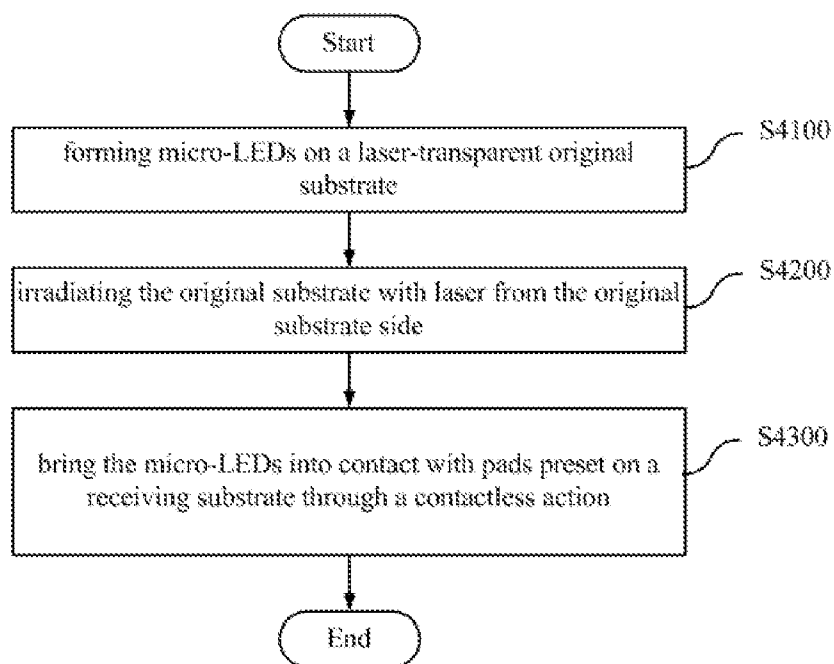 Start
forming micro-LEDs on a laser-transparent original
substrate
S4100
irradiating the original substrate with laser from the original
substrate side
S4200
bring the micro-LEDs into contact with pads preset on a
receiving substrate through a contactless action
S4300
End